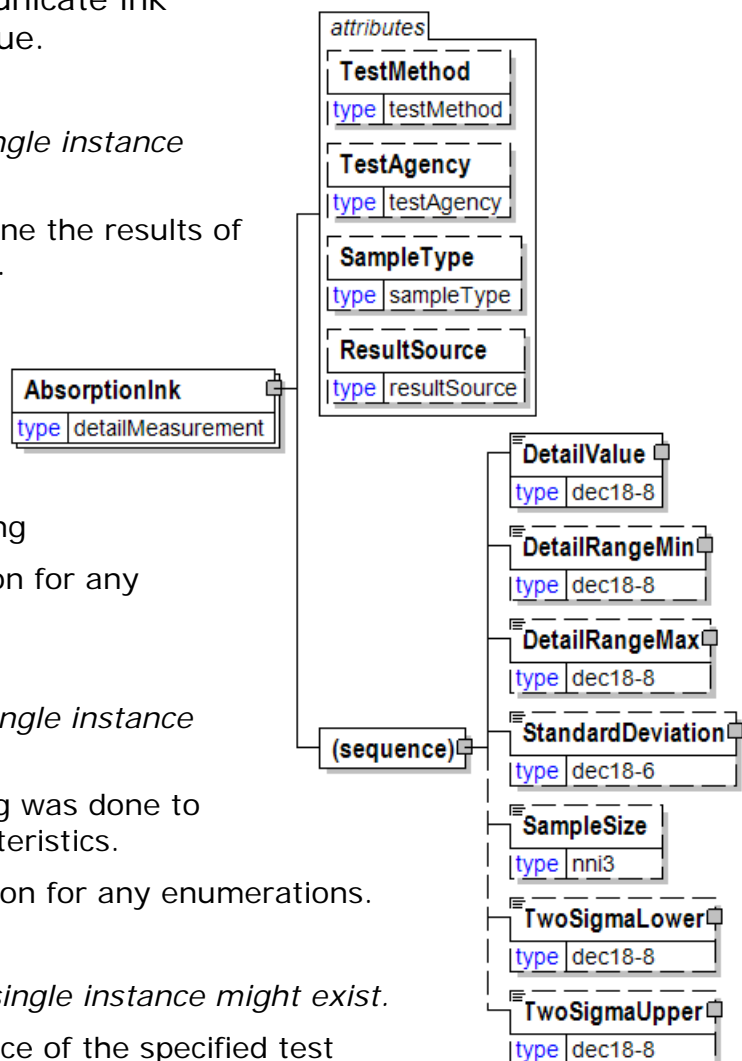 unicate ink
ue.
ngle instance
ne the results of
.
ng
on for any
ngle instance
g was done to
teristics.
on for any enumerations.
single instance might exist.
ce of the specified test
attributes
TestMethod
type testMethod
TestAgency
type testAgency
SampleType
type sampleType
ResultSource
type resultSource
AbsorptionInk
type detailMeasurement
(sequence)
DetailValue
type dec18-8
DetailRangeMin
type dec18-8
DetailRangeMax
type dec18-8
StandardDeviation
type dec18-6
SampleSize
type nni3
TwoSigmaLower
type dec18-8
TwoSigmaUpper
type dec18-8